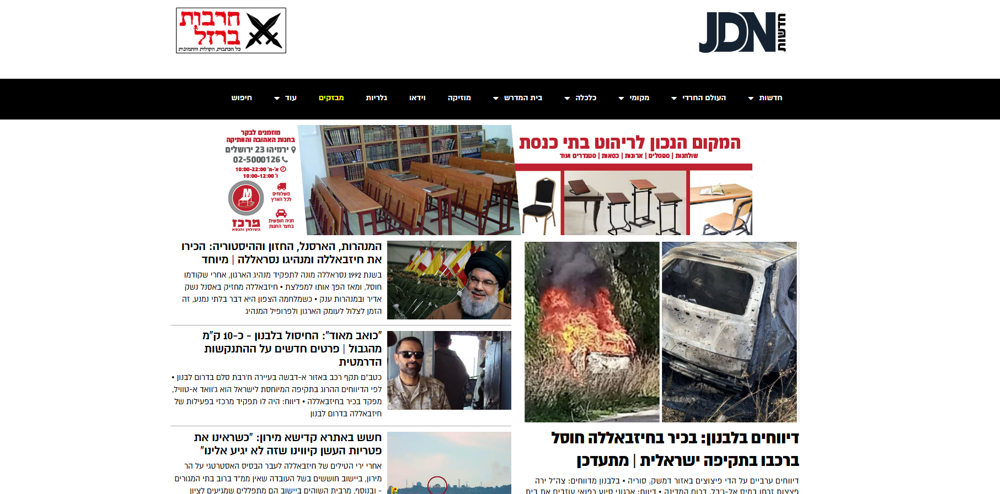 חדשות
JDN
חרבות
ברזל
כל הכתבות, הקולות והתמונות
חדשות
העולם החרדי
מקומי
כלכלה
בית המדרש
מוזיקה
וידאו
גלריות
מבזקים
עוד
חיפוש
המקום הנכון לריהוט בתי כנסת
שולחנות | ספסלים | ארונות | כסאות | סטנדרים ועוד
מוזמנים לבקר
בחנות האהובה והוותיקה
ירמיהו 23 ירושלים
02-5000126
א'-ה' 10:00-22:00
ו' 10:00-12:00
משלוחים
לכל הארץ
חניה חופשית
בחצר החנות
מרכז
השולחן והכסא
דיווחים בלבנון: בכיר בחיזבאללה חוסל
ברכבו בתקיפה ישראלית | מתעדכן
דיווחים ערביים על הדי פיצוצים באזור דמשק, סוריה • בלבנון מדווחים: צה"ל ירה
פצצות זרחן במיס אל-ג'בל, דרום המדינה • דיווח: ארגוני סיוע רפואי עוזבים את בית
המנהרות, הארסנל, החזון וההיסטוריה: הכירו
את חיזבאללה ומנהיגו נסראללה | מיוחד
בשנת 1992 נסראללה מונה לתפקיד מנהיג הארגון, אחרי שקודמו
חוסל, ומאז הפך אותו למפלצת • חיזבאללה מחזיק באסנל נשק
אדיר ובמנהרות ענק • כשמלחמה הצפון היא דבר בלתי נמנע, זה
הזמן לצלול לעומק הארגון ולפרופיל המנהיג
"כואב מאוד": החיסול בלבנון - כ-10 ק"מ
מהגבול | פרטים חדשים על ההתנקשות
הדרמטית
כטב"ם תקף רכב באזור א-דבשה בעיירה ח'רבת סלם בדרום לבנון •
לפי הדיווחים ההרוג בתקיפה המיוחסת לישראל הוא ג'וואד א-טוויל,
מפקד בכיר בחיזבאללה • דיווח: היה לו תפקיד מרכזי בפעילות של
חיזבאללה בדרום לבנון
חשש באתרא קדישא מירון: "כשראינו את
פטריות העשן קיווינו שזה לא יגיע אלינו"
אחרי ירי הטילים של חיזבאללה לעבר הבסיס האסטרטגי על הר
מירון, ביישוב חוששים בשל העובדה שאין ממ"ד ברוב בתי המגורים
- ובנוסף, מרבית השוהים ביישוב הם מתפללים שמגיעים לציון